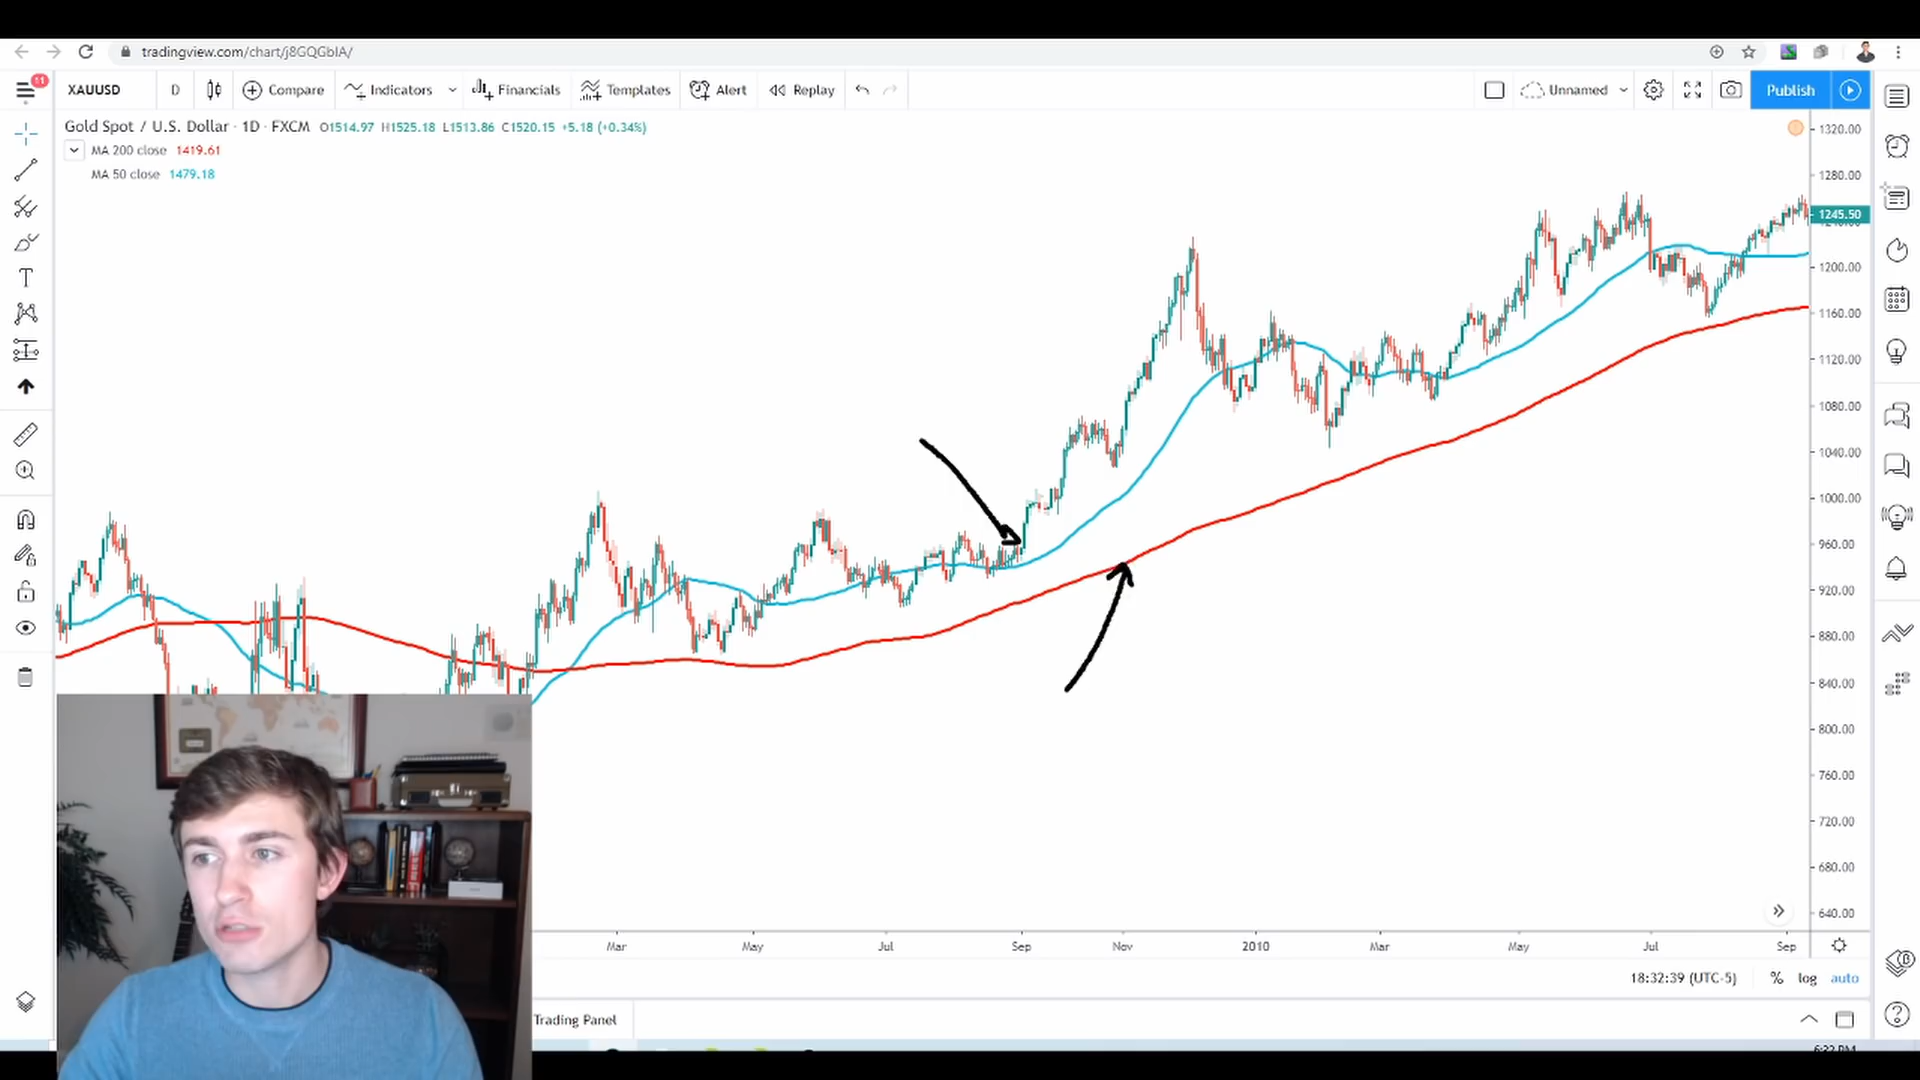 tradingview.com/chart/j8GQGbIA/
11
XAUUSD D Compare Indicators Financials Templates Alert Replay Unnamed Publish
Gold Spot / U.S. Dollar · 1D · FXCM O1514.97 H1525.18 L1513.86 C1520.15 +5.18 (+0.34%)
MA 200 close 1419.61
MA 50 close 1479.18
1320.00
1280.00
1245.50
1200.00
1160.00
1120.00
1080.00
1040.00
1000.00
960.00
920.00
880.00
840.00
800.00
760.00
720.00
680.00
640.00
Mar May Jul Sep Nov 2010 Mar May Jul Sep
18:32:39 (UTC-5) % log auto
Trading Panel